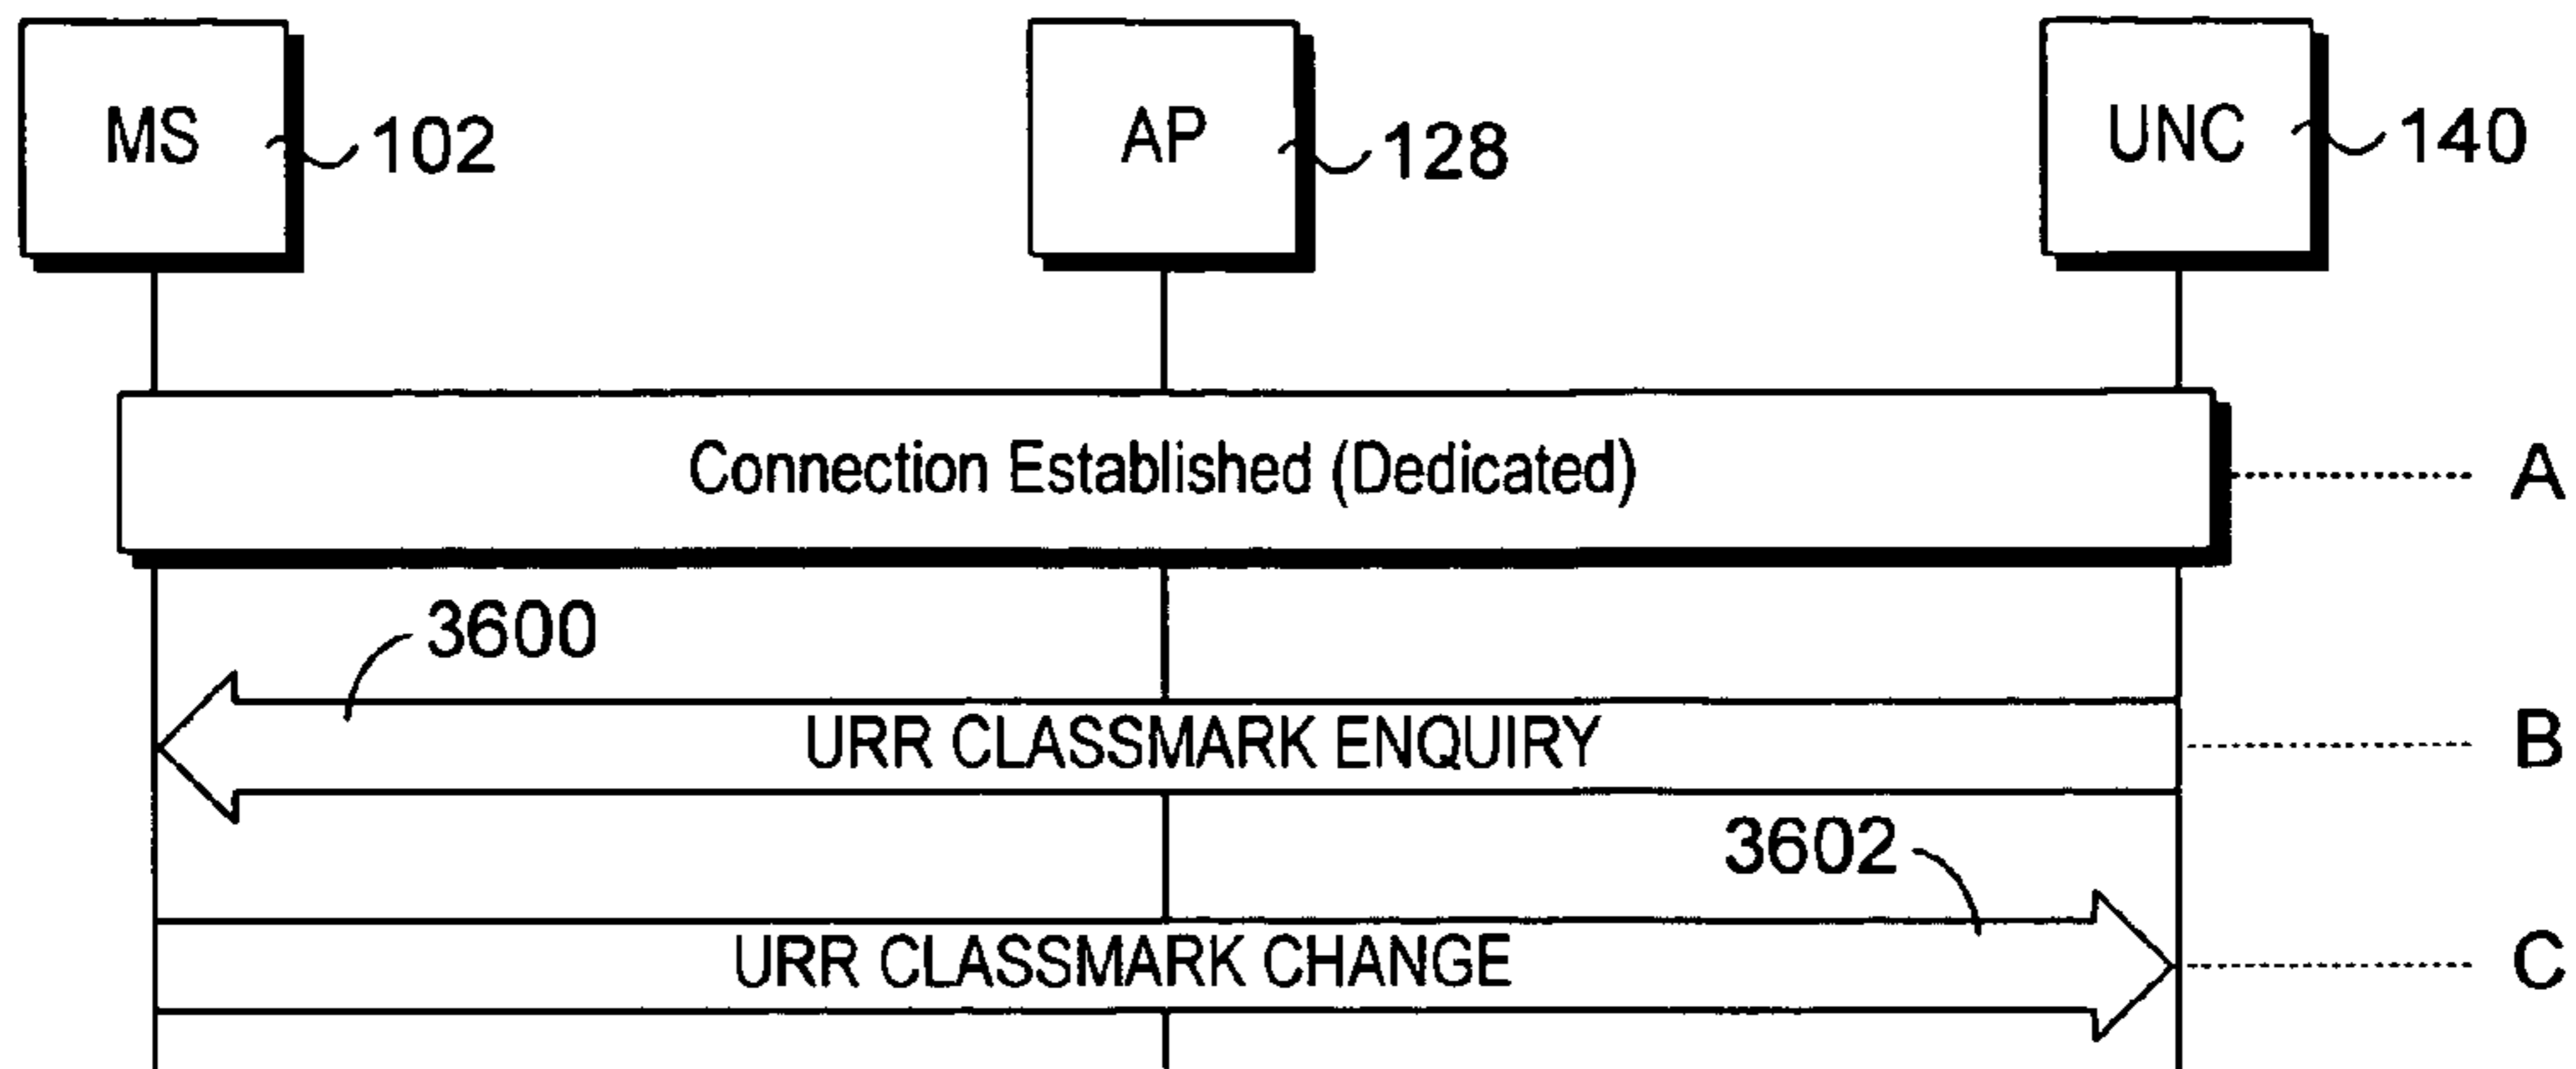 MS
102
AP
128
UNC
140
Connection Established (Dedicated)
A
3600
URR CLASSMARK ENQUIRY
B
3602
URR CLASSMARK CHANGE
C